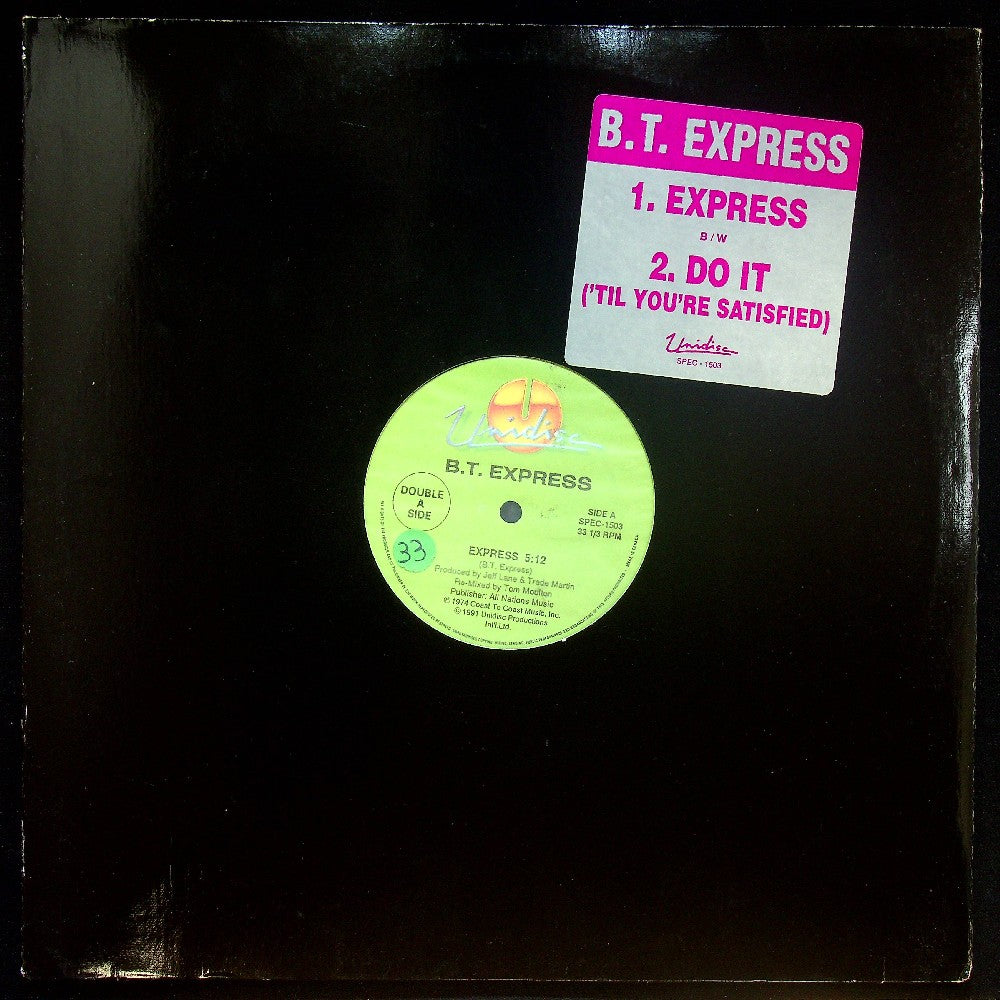 B.T. EXPRESS
1. EXPRESS
B/W
2. DO IT
('TIL YOU'RE SATISFIED)
Unidisc
SPEC • 1503
Unidisc
B.T. EXPRESS
DOUBLE
A
SIDE
SIDE A
SPEC-1503
33 1/3 RPM
33
EXPRESS 5:12
(B.T. Express)
Produced by Jeff Lane & Trade Martin
Re-Mixed by Tom Moulton
Publisher: All Nations Music
℗ 1974 Coast To Coast Music, Inc.
© 1991 Unidisc Productions
Int'l Ltd.